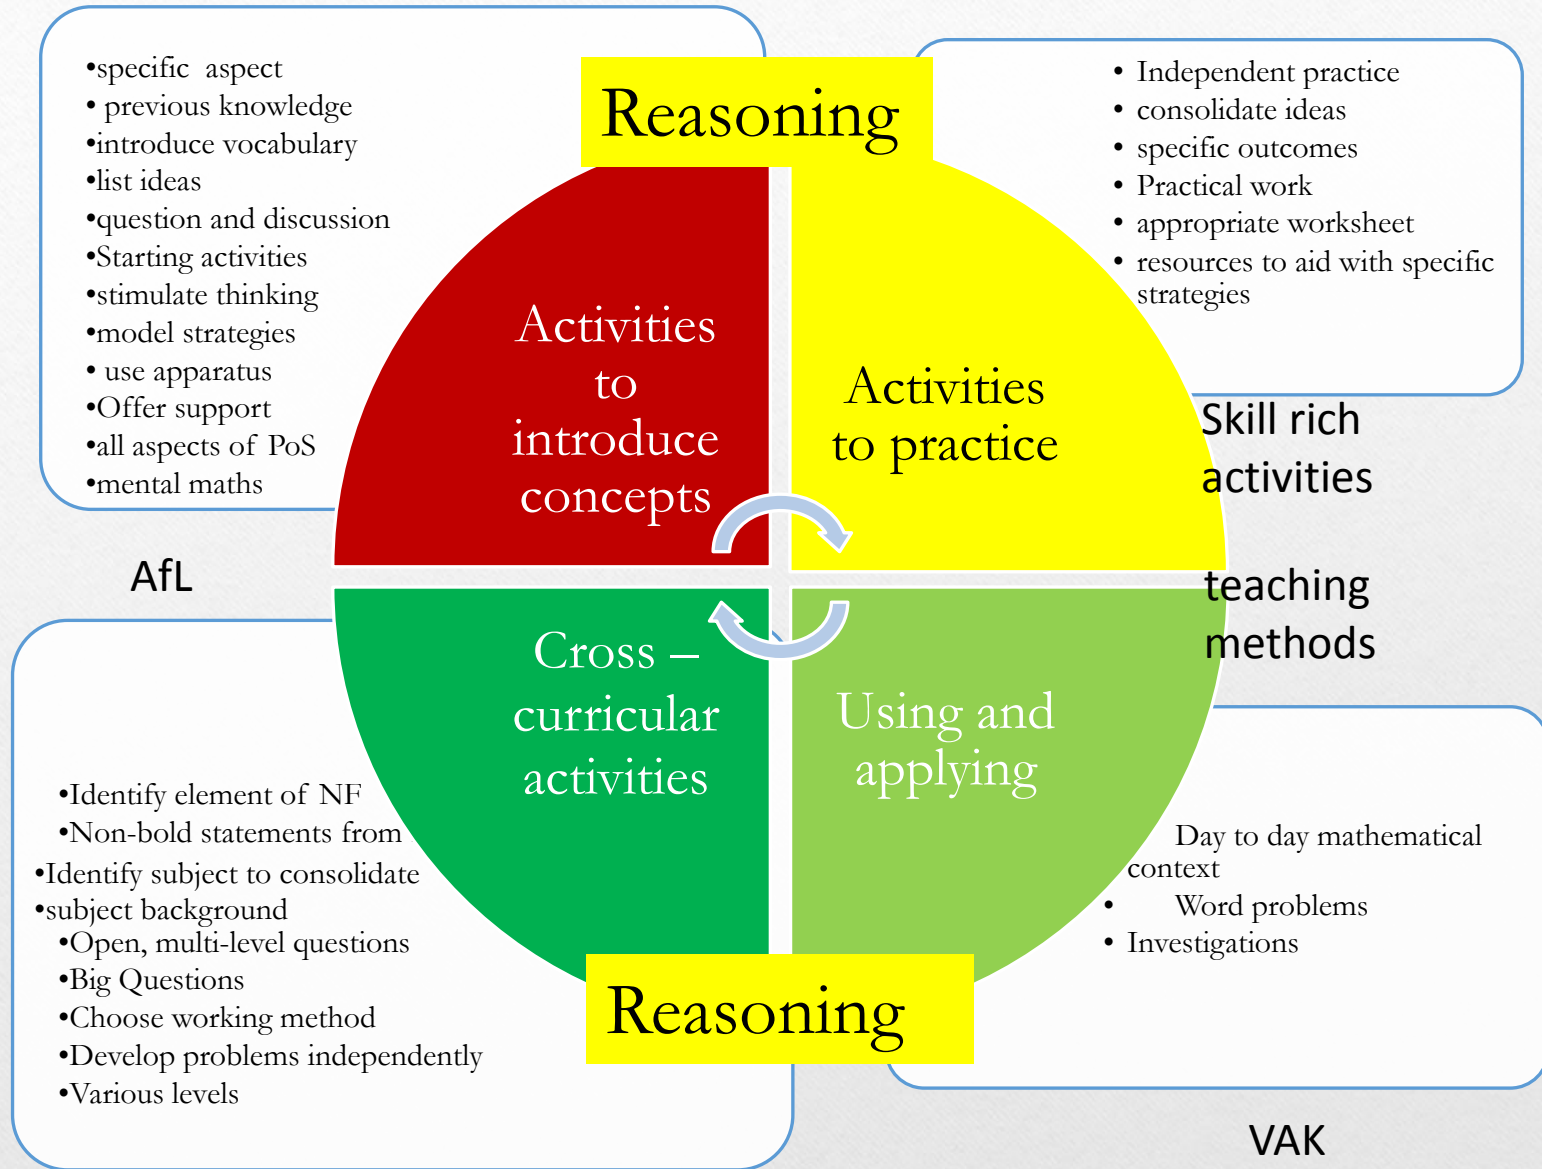 •specific aspect
• previous knowledge
•introduce vocabulary
•list ideas
•question and discussion
•Starting activities
•stimulate thinking
•model strategies
• use apparatus
•Offer support
•all aspects of PoS
•mental maths
Reasoning
• Independent practice
• consolidate ideas
• specific outcomes
• Practical work
• appropriate worksheet
• resources to aid with specific
strategies
Activities
to
introduce
concepts
Activities
to practice
Skill rich
activities
AfL
teaching
methods
Cross –
curricular
activities
Using and
applying
•Identify element of NF
•Non-bold statements from
•Identify subject to consolidate
•subject background
•Open, multi-level questions
•Big Questions
•Choose working method
•Develop problems independently
•Various levels
Day to day mathematical
context
• Word problems
• Investigations
Reasoning
VAK